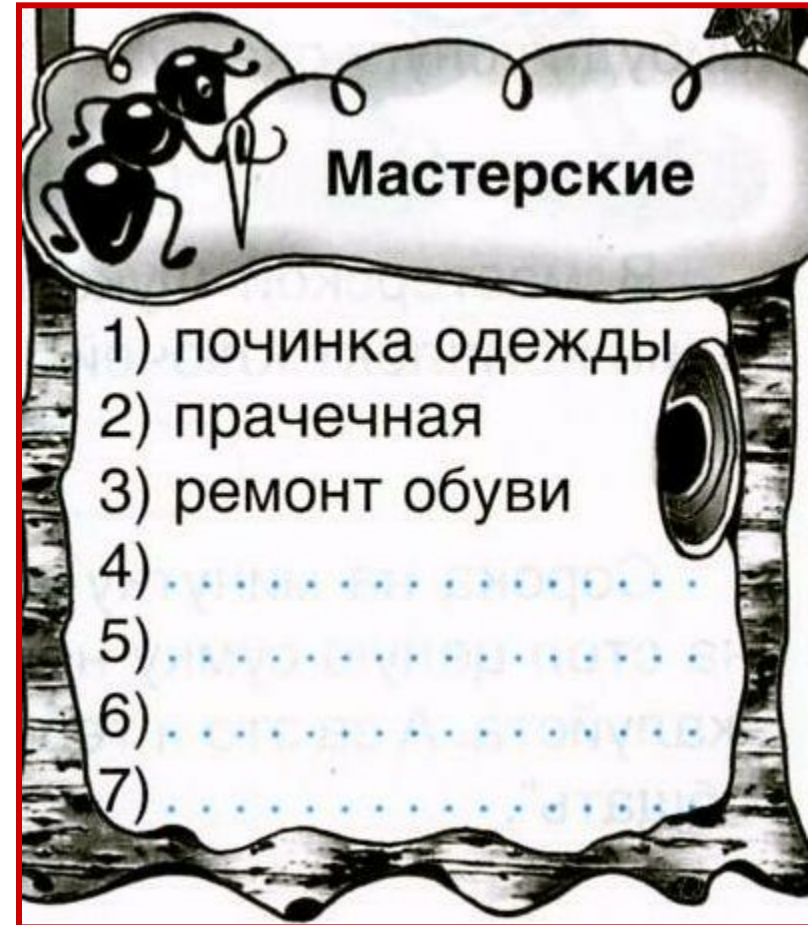 Мастерские
1) починка одежды
2) прачечная
3) ремонт обуви
4) . . . . . . . . . . . . . . . .
5) . . . . . . . . . . . . . . . .
6) . . . . . . . . . . . . . . . .
7) . . . . . . . . . . . . . . . .